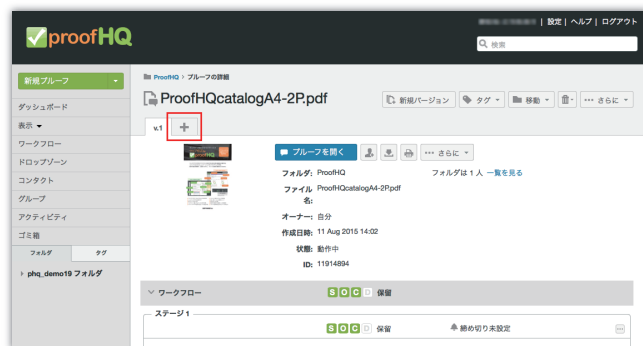 設定 | ヘルプ | ログアウト
proofHQ
検索
新規プルーフ
ProofHQ › プルーフの詳細
ProofHQcatalogA4-2P.pdf
新規バージョン
タグ
移動
さらに
ダッシュボード
表示
ワークフロー
ドロップゾーン
コンタクト
グループ
アクティビティ
ゴミ箱
フォルダ
タグ
phq_demo19 フォルダ
v.1
+
プルーフを開く
さらに
フォルダ: ProofHQ
フォルダは 1 人 一覧を見る
ファイル名: ProofHQcatalogA4-2P.pdf
オーナー: 自分
作成日時: 11 Aug 2015 14:02
状態: 動作中
ID: 11914894
ワークフロー
S O C D 保留
ステージ 1
S O C D 保留
締め切り未設定